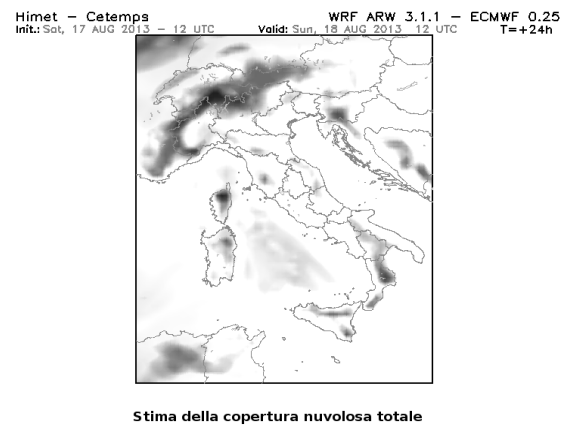 Himet – Cetemps WRF ARW 3.1.1 – ECMWF 0.25
Init.: Sat, 17 AUG 2013 – 12 UTC Valid: Sun, 18 AUG 2013 12 UTC T=+24h
Stima della copertura nuvolosa totale